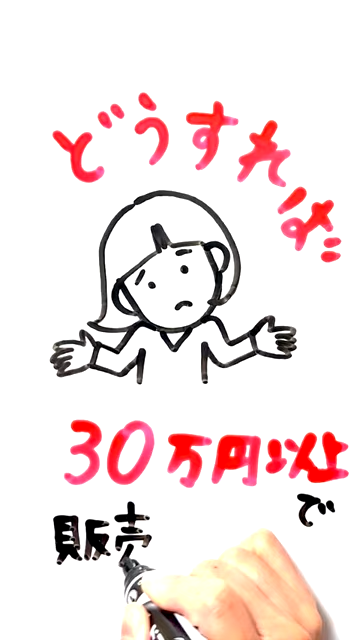 どうすれば
30万円以上
で
販売